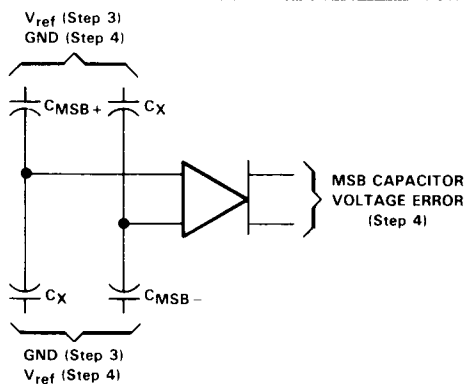 V_ref (Step 3)
GND (Step 4)
C_MSB+ C_X
MSB CAPACITOR
VOLTAGE ERROR
(Step 4)
C_X C_MSB−
GND (Step 3)
V_ref (Step 4)